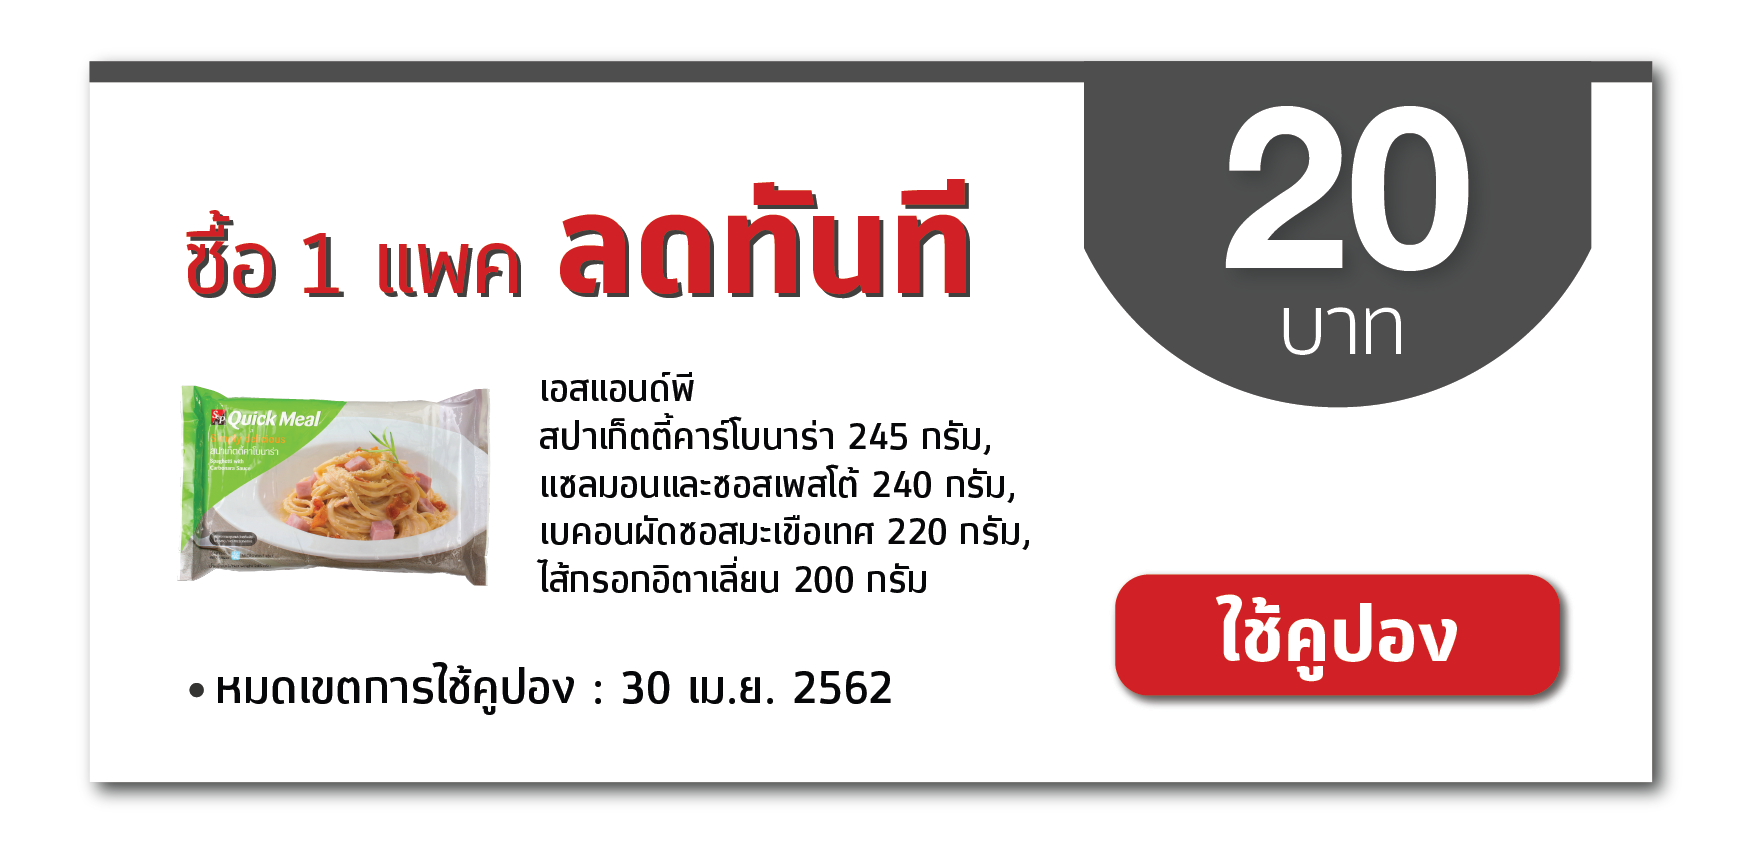 20
บาท
ซื้อ 1 แพค ลดทันที
เอสแอนด์พี
สปาเก็ตตี้คาร์โบนาร่า 245 กรัม,
แซลมอนและซอสเพสโต้ 240 กรัม,
เบคอนผัดซอสมะเขือเทศ 220 กรัม,
ไส้กรอกอิตาเลี่ยน 200 กรัม
S&P Quick Meal
สปาเก็ตตี้คาโบนาร่า
Spaghetti with
Carbonara Sauce
ใช้คูปอง
•หมดเขตการใช้คูปอง : 30 เม.ย. 2562